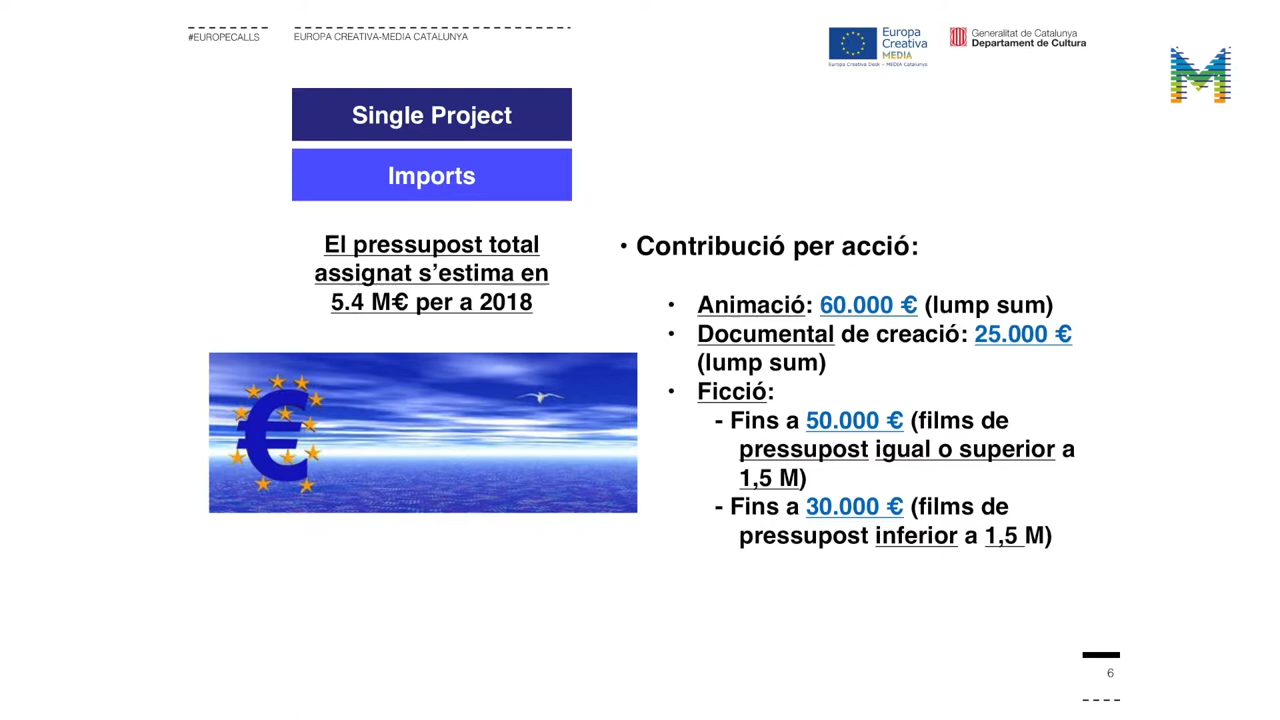 #EUROPECALLS
EUROPA CREATIVA-MEDIA CATALUNYA
Europa
Creativa
MEDIA
Europa Creativa Desk – MEDIA Catalunya
Generalitat de Catalunya
Departament de Cultura
Single Project
Imports
El pressupost total
assignat s’estima en
5.4 M€ per a 2018
• Contribució per acció:
• Animació: 60.000 € (lump sum)
• Documental de creació: 25.000 €
(lump sum)
• Ficció:
- Fins a 50.000 € (films de
pressupost igual o superior a
1,5 M)
- Fins a 30.000 € (films de
pressupost inferior a 1,5 M)
€
6